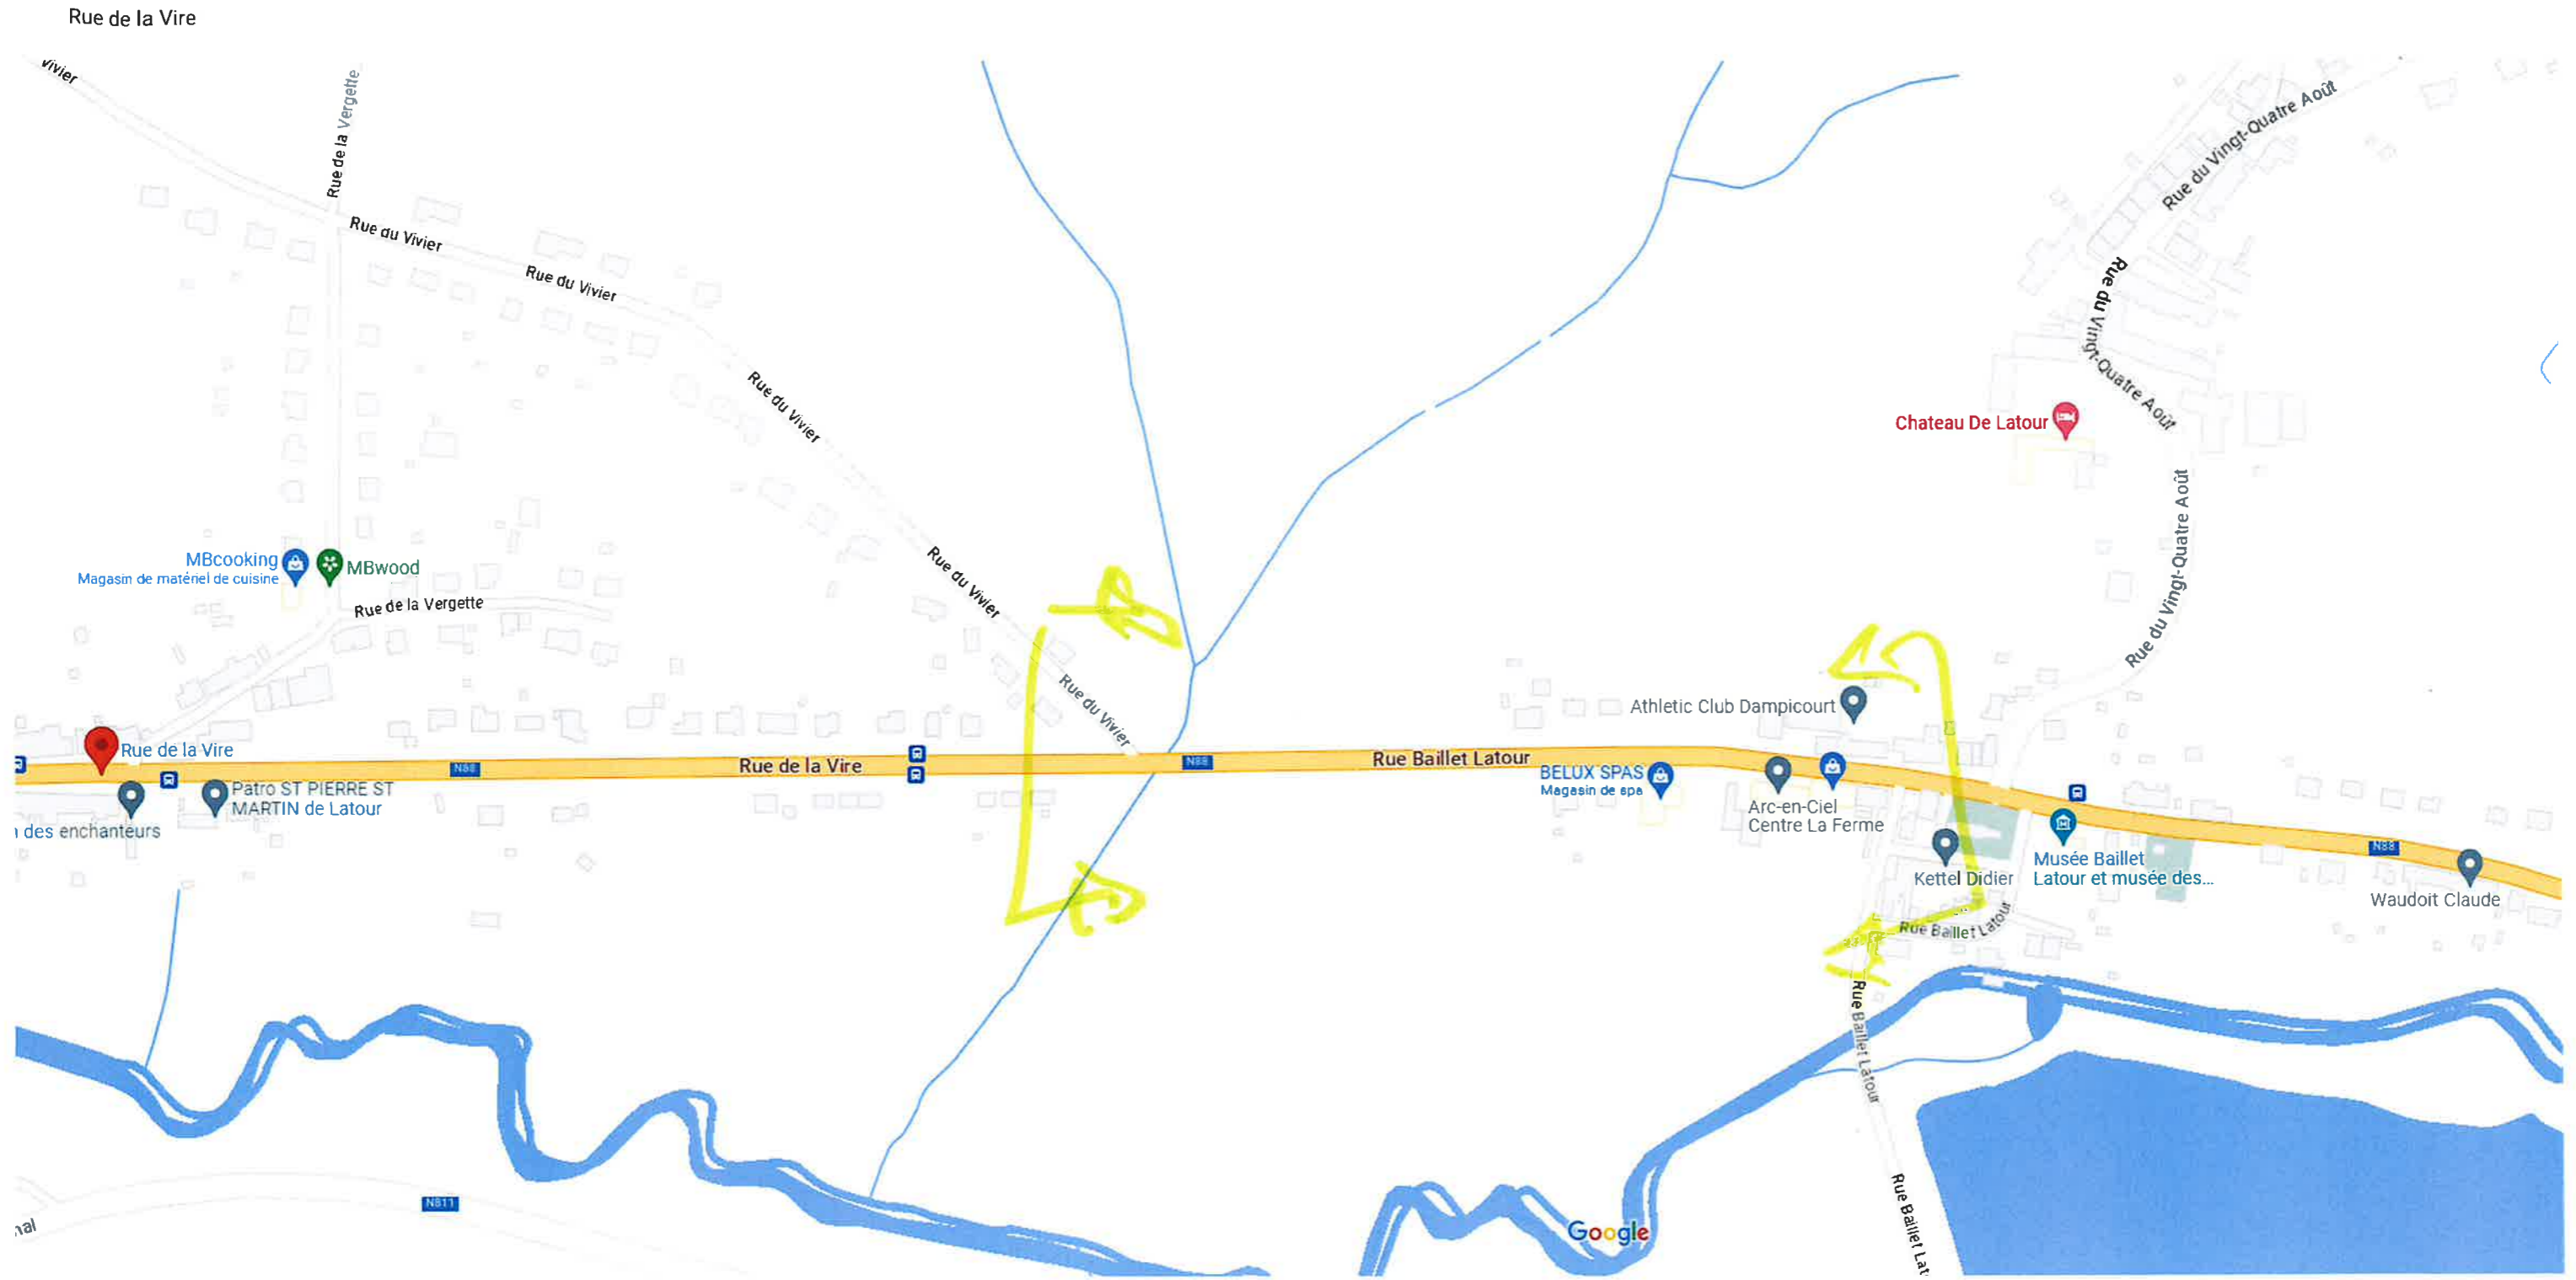 Rue de la Vire
Vivier
Rue de la Vergette
Rue du Vingt-Quatre Août
Rue du Vivier
Rue du Vivier
Rue du Vingt-Quatre Août
Rue du Vivier
Chateau De Latour
Rue du Vingt-Quatre Août
MBcooking
Magasin de matériel de cuisine
MBwood
Rue de la Vergette
Rue du Vivier
Rue du Vivier
Athletic Club Dampicourt
Rue de la Vire
N88
Rue de la Vire
N88
Rue Baillet Latour
BELUX SPAS
Magasin de spa
Patro ST PIERRE ST
MARTIN de Latour
des enchanteurs
Arc-en-Ciel
Centre La Ferme
Kettel Didier
Musée Baillet
Latour et musée des...
N88
Waudoit Claude
Rue Baillet Latour
Rue Baillet Latour
N811
nal
Google
Rue Baillet Lat